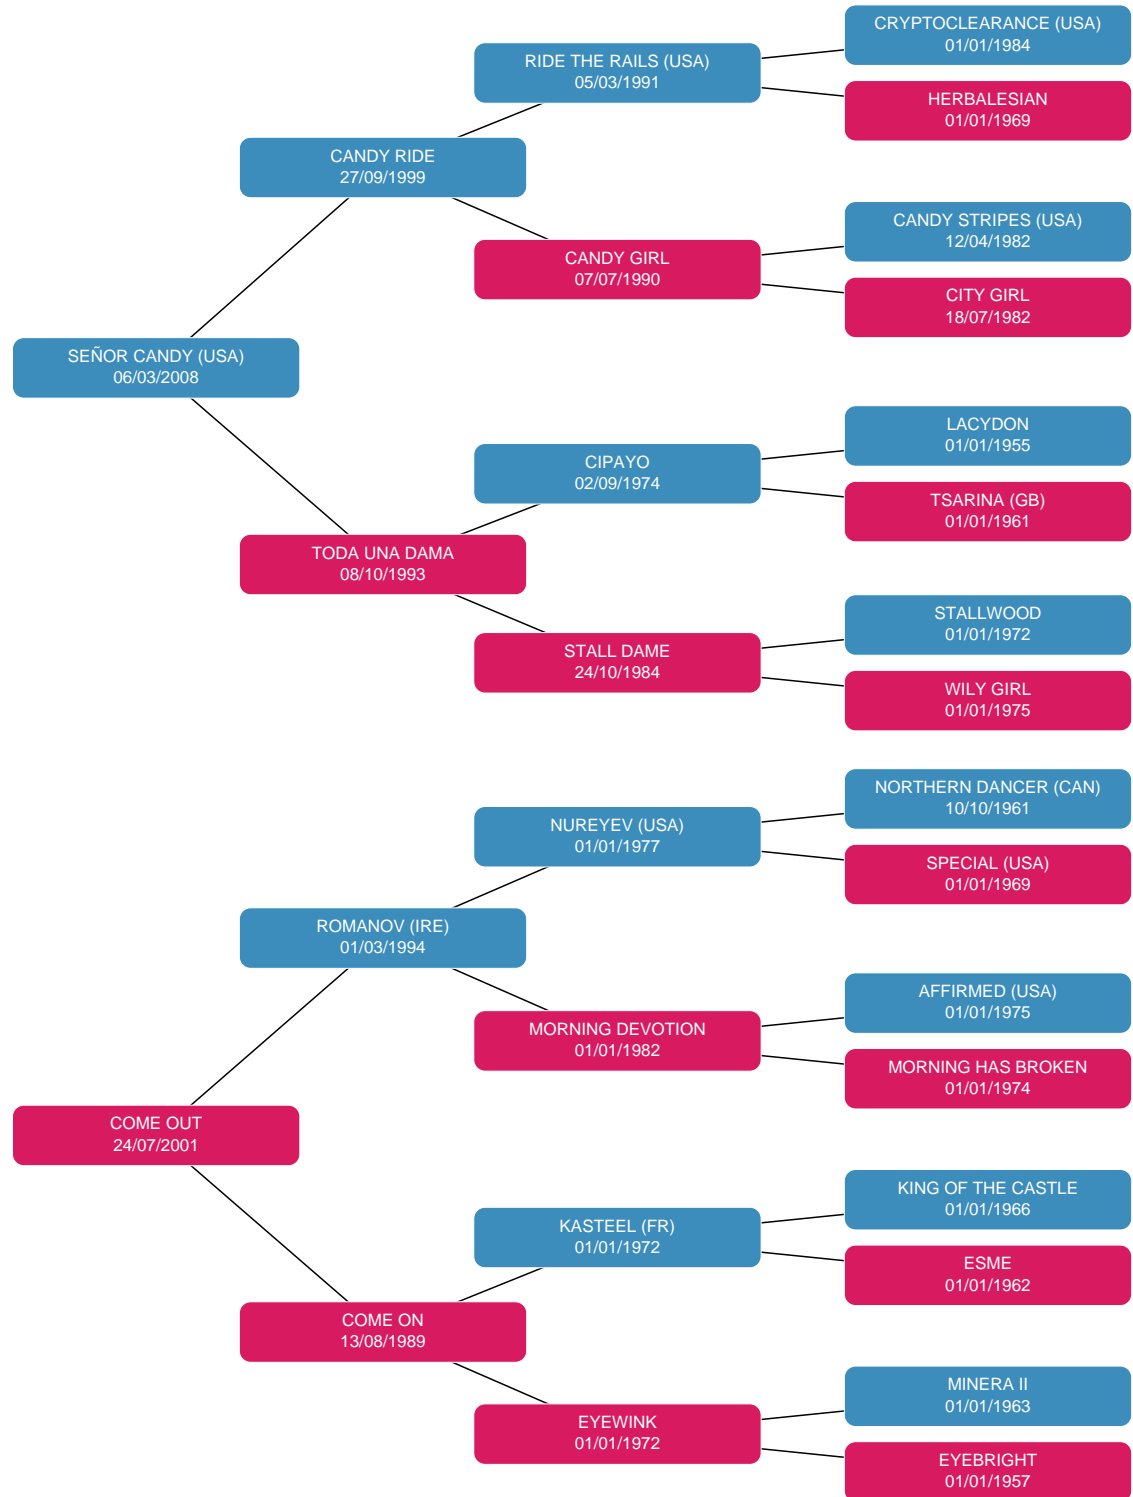 CRYPTOCLEARANCE (USA)
01/01/1984
RIDE THE RAILS (USA)
05/03/1991
HERBALESIAN
01/01/1969
CANDY RIDE
27/09/1999
CANDY STRIPES (USA)
12/04/1982
CANDY GIRL
07/07/1990
CITY GIRL
18/07/1982
SEÑOR CANDY (USA)
06/03/2008
LACYDON
01/01/1955
CIPAYO
02/09/1974
TSARINA (GB)
01/01/1961
TODA UNA DAMA
08/10/1993
STALLWOOD
01/01/1972
STALL DAME
24/10/1984
WILY GIRL
01/01/1975
NORTHERN DANCER (CAN)
10/10/1961
NUREYEV (USA)
01/01/1977
SPECIAL (USA)
01/01/1969
ROMANOV (IRE)
01/03/1994
AFFIRMED (USA)
01/01/1975
MORNING DEVOTION
01/01/1982
MORNING HAS BROKEN
01/01/1974
COME OUT
24/07/2001
KING OF THE CASTLE
01/01/1966
KASTEEL (FR)
01/01/1972
ESME
01/01/1962
COME ON
13/08/1989
MINERA II
01/01/1963
EYEWINK
01/01/1972
EYEBRIGHT
01/01/1957